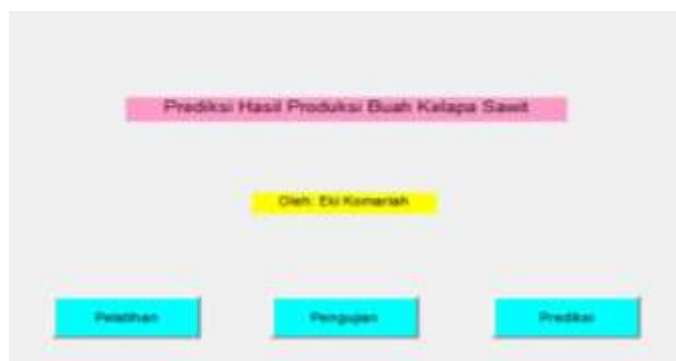 Prediksi Hasil Produksi Buah Kelapa Sawit
Oleh: Eki Komariah
Pelatihan
Pengujian
Prediksi